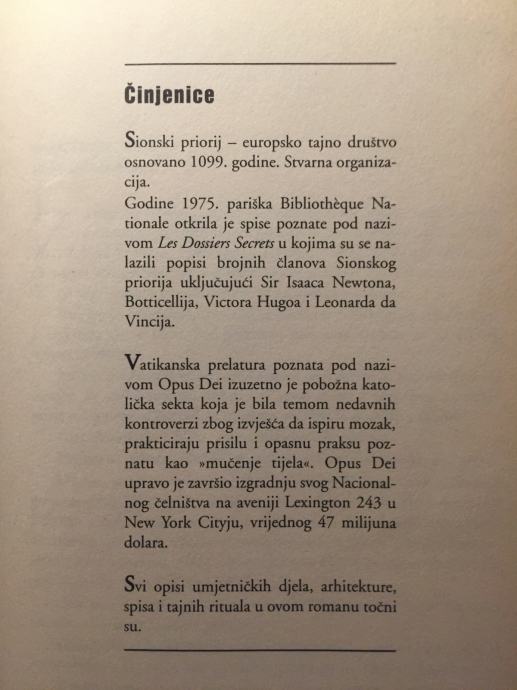 Činjenice
Sionski priorij – europsko tajno društvo
osnovano 1099. godine. Stvarna organiza-
cija.
Godine 1975. pariška Bibliothèque Na-
tionale otkrila je spise poznate pod nazi-
vom Les Dossiers Secrets u kojima su se na-
lazili popisi brojnih članova Sionskog
priorija uključujući Sir Isaaca Newtona,
Botticellija, Victora Hugoa i Leonarda da
Vincija.
Vatikanska prelatura poznata pod nazi-
vom Opus Dei izuzetno je pobožna kato-
lička sekta koja je bila temom nedavnih
kontroverzi zbog izvješća da ispiru mozak,
prakticiraju prisilu i opasnu praksu poz-
natu kao »mučenje tijela«. Opus Dei
upravo je završio izgradnju svog Nacional-
nog čelništva na aveniji Lexington 243 u
New York Cityju, vrijednog 47 milijuna
dolara.
Svi opisi umjetničkih djela, arhitekture,
spisa i tajnih rituala u ovom romanu točni
su.